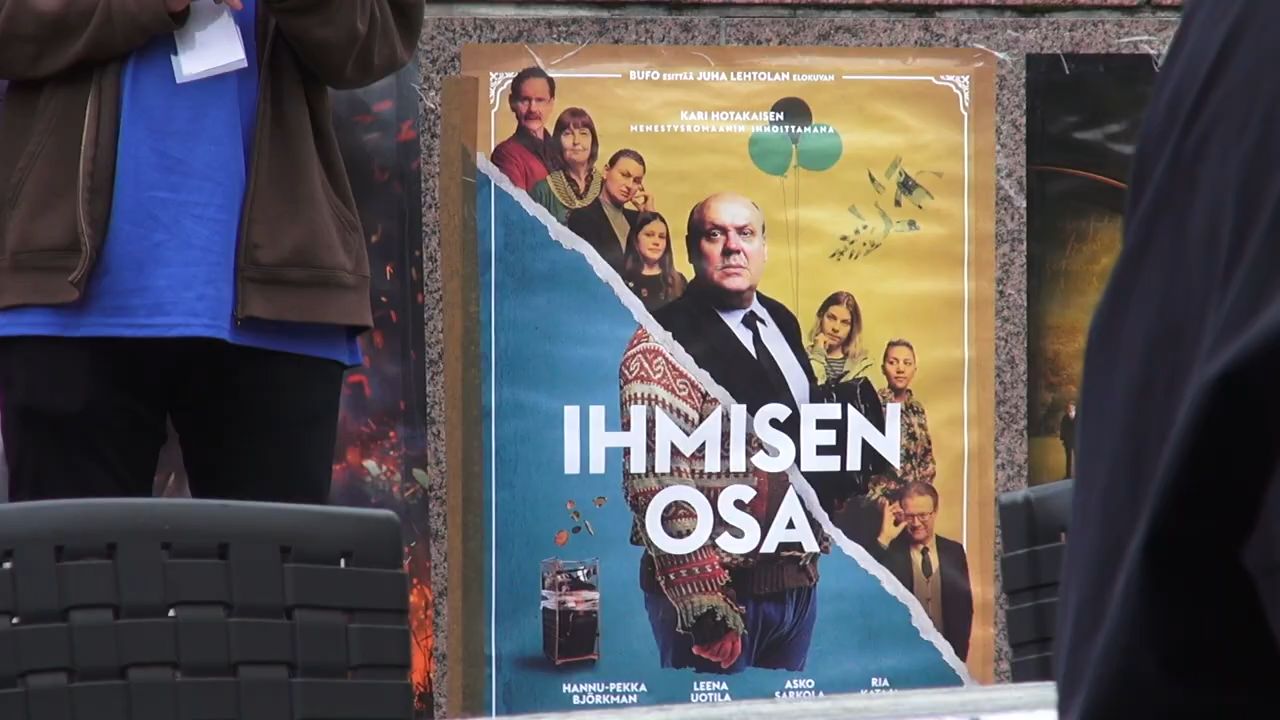 BUFO ESITTÄÄ JUHA LEHTOLAN ELOKUVAN
KARI HOTAKAISEN
MENESTYSROMAANIN INNOITTAMANA
IHMISEN
OSA
HANNU-PEKKA
BJÖRKMAN
LEENA
UOTILA
ASKO
SARKOLA
RIA